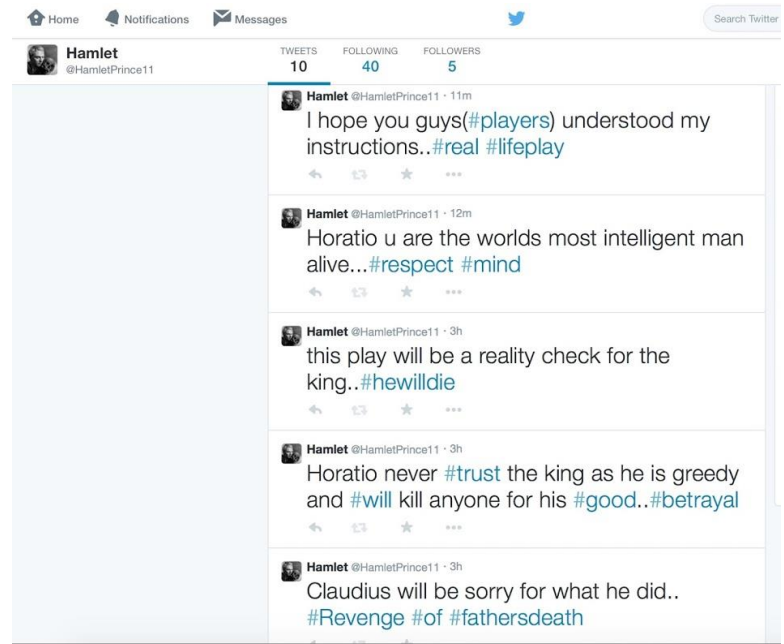 Home Notifications Messages Search Twitter
Hamlet
@HamletPrince11
TWEETS FOLLOWING FOLLOWERS
10 40 5
Hamlet @HamletPrince11 · 11m
I hope you guys(#players) understood my
instructions..#real #lifeplay
Hamlet @HamletPrince11 · 12m
Horatio u are the worlds most intelligent man
alive...#respect #mind
Hamlet @HamletPrince11 · 3h
this play will be a reality check for the
king..#hewilldie
Hamlet @HamletPrince11 · 3h
Horatio never #trust the king as he is greedy
and #will kill anyone for his #good..#betrayal
Hamlet @HamletPrince11 · 3h
Claudius will be sorry for what he did..
#Revenge #of #fathersdeath